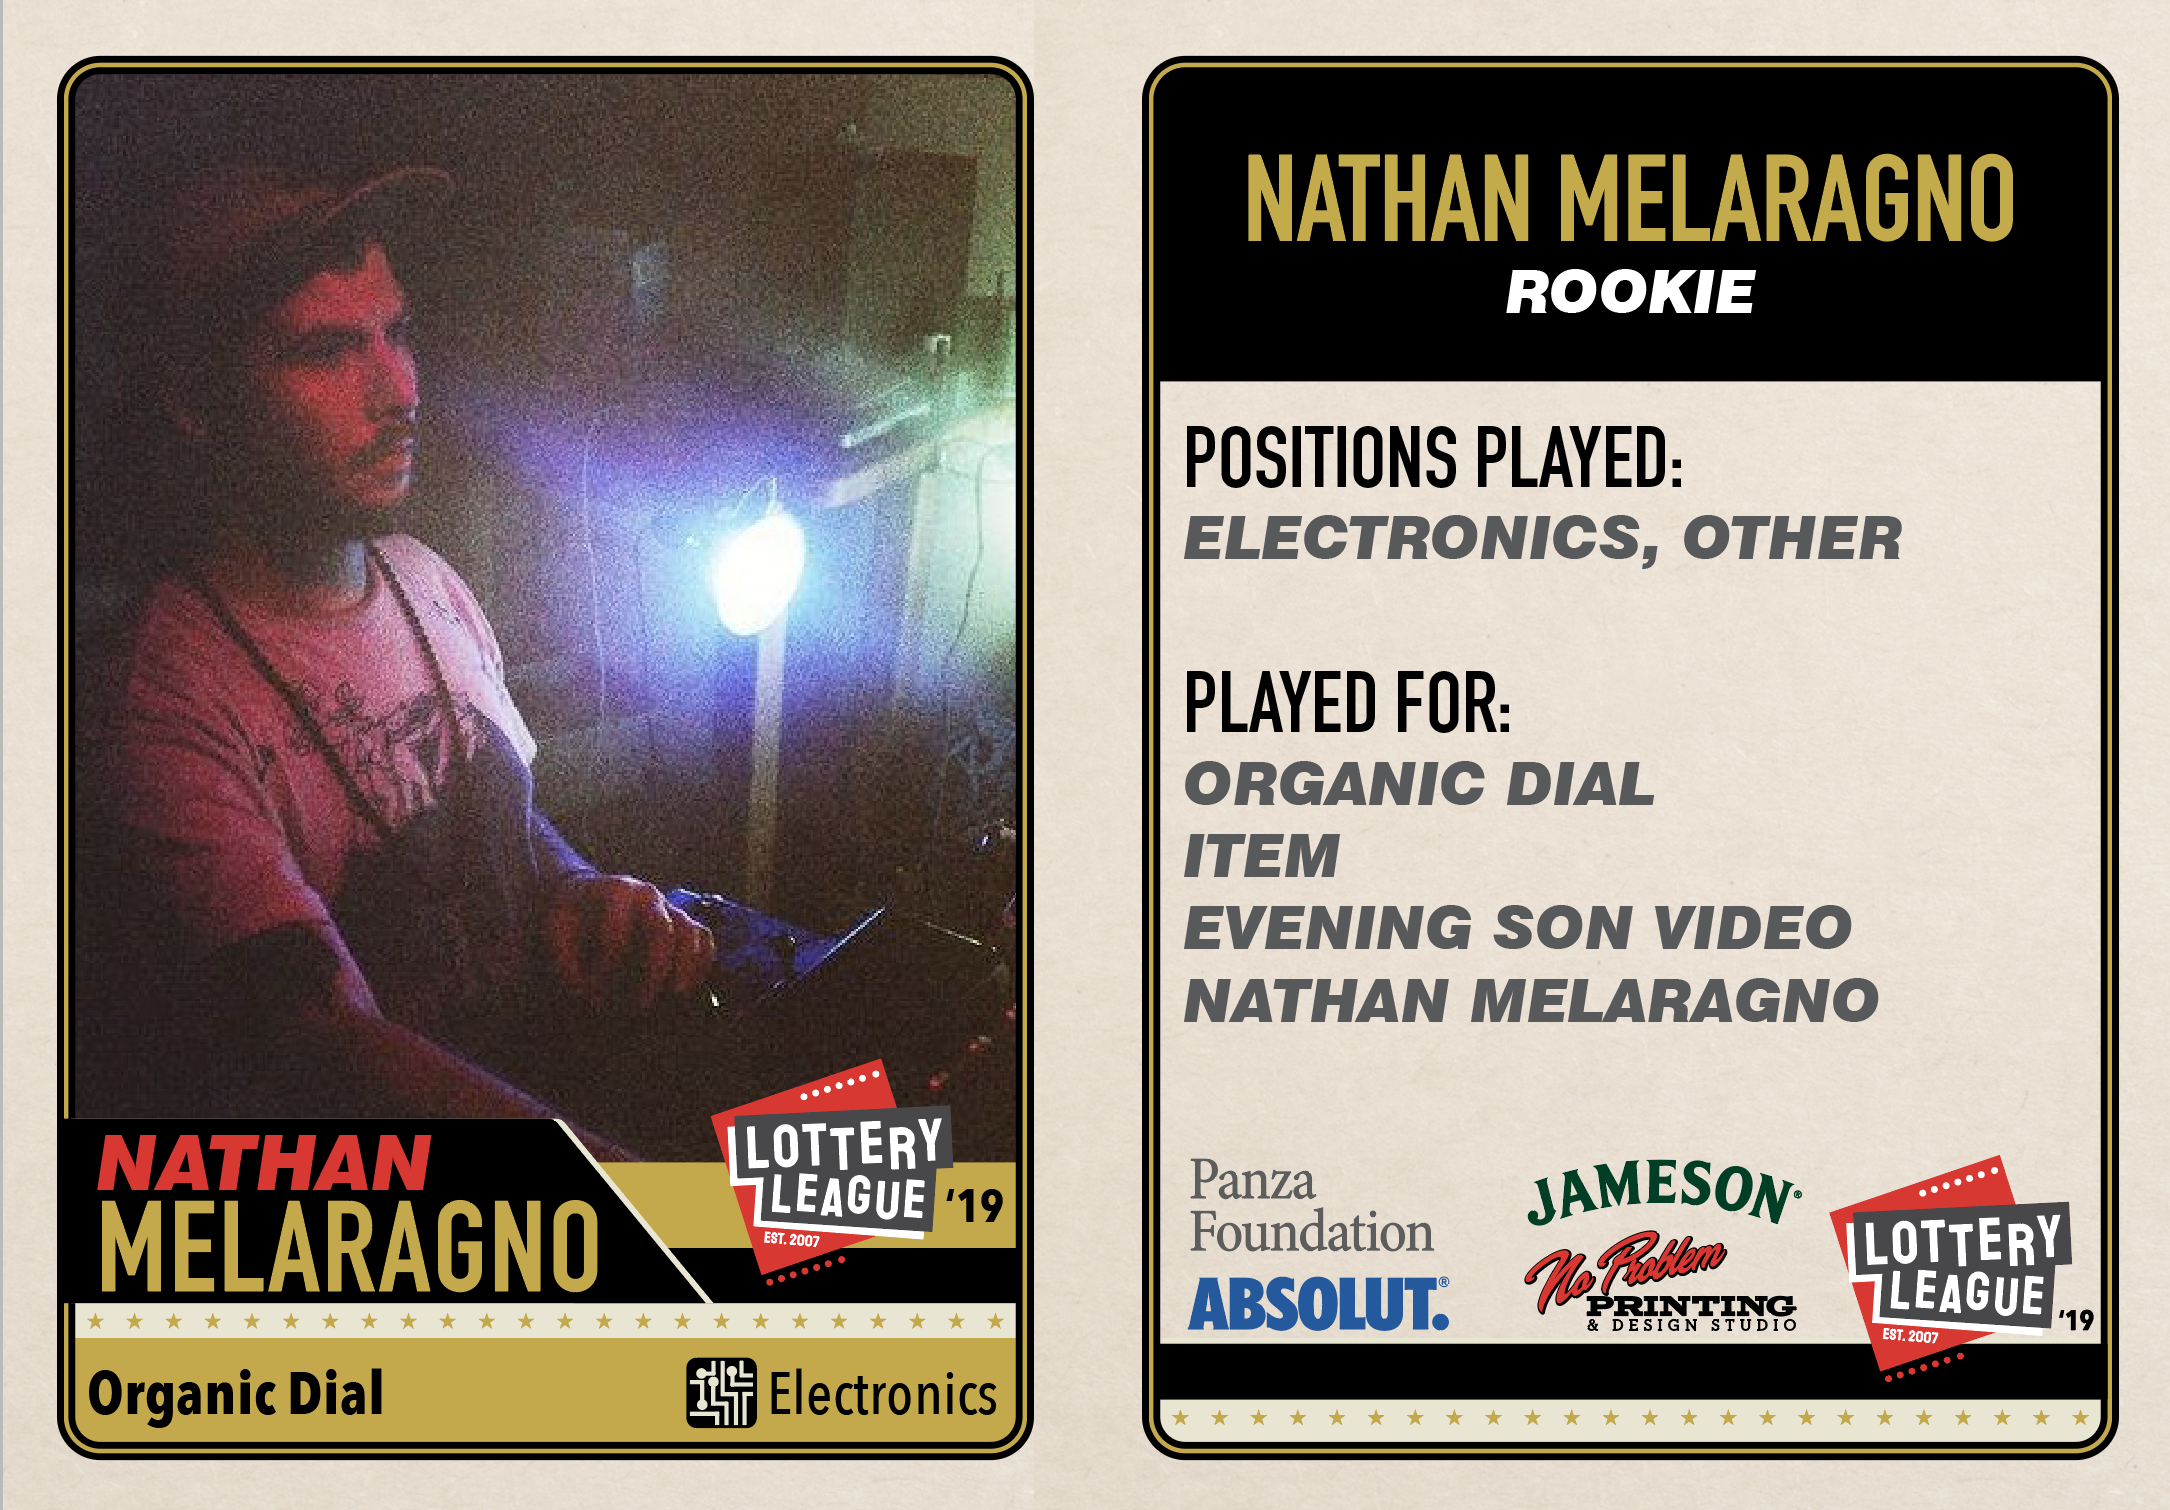 NATHAN
MELARAGNO
LOTTERY
LEAGUE
EST. 2007
'19
Organic Dial
Electronics
NATHAN MELARAGNO
ROOKIE
POSITIONS PLAYED:
ELECTRONICS, OTHER
PLAYED FOR:
ORGANIC DIAL
ITEM
EVENING SON VIDEO
NATHAN MELARAGNO
Panza
Foundation
ABSOLUT.®
JAMESON®
No Problem
PRINTING
& DESIGN STUDIO
LOTTERY
LEAGUE
EST. 2007
'19